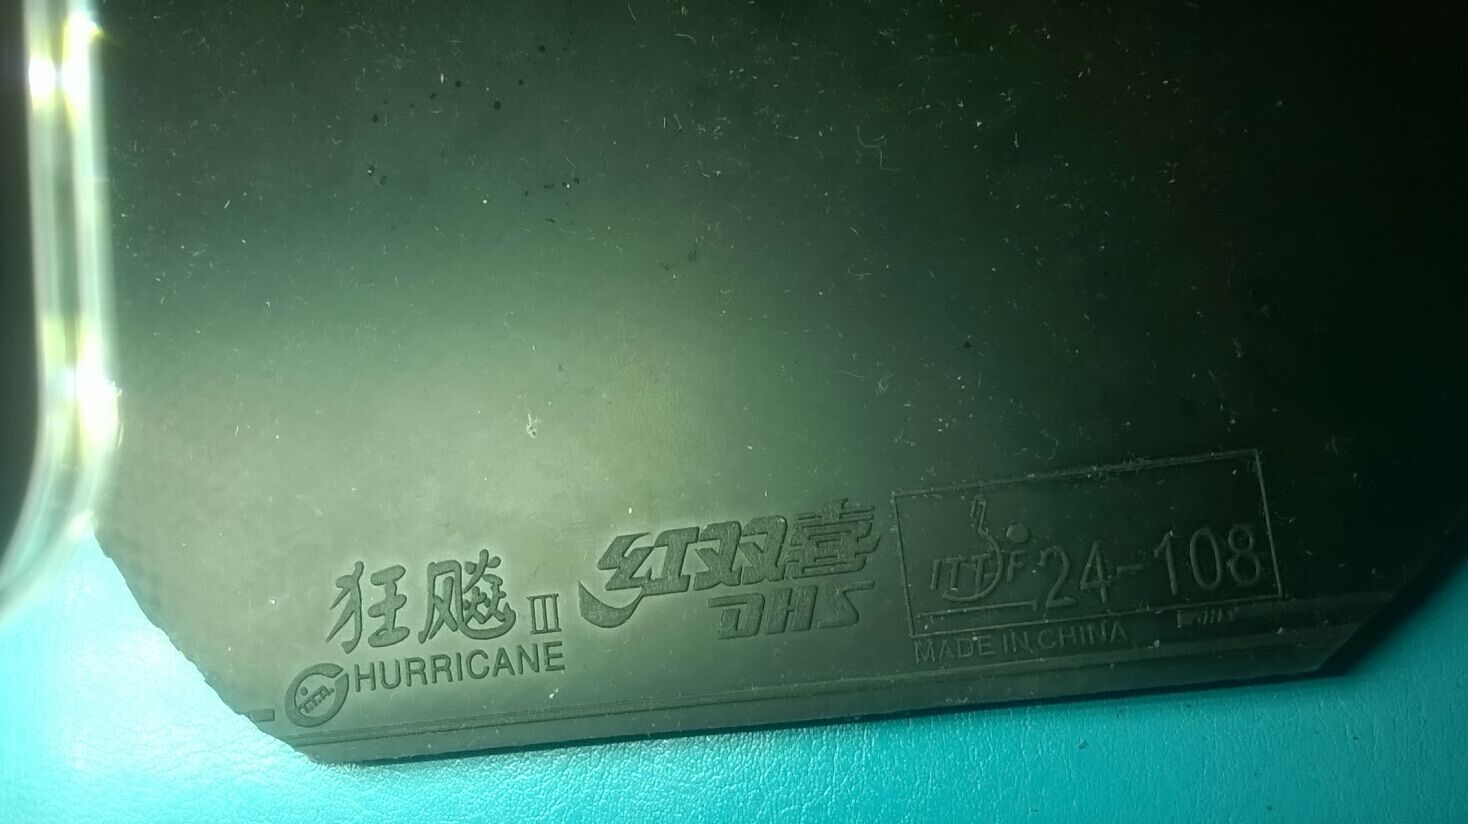 狂飚 III
HURRICANE
红双喜
DHS
ITTF 24-108
MADE IN CHINA